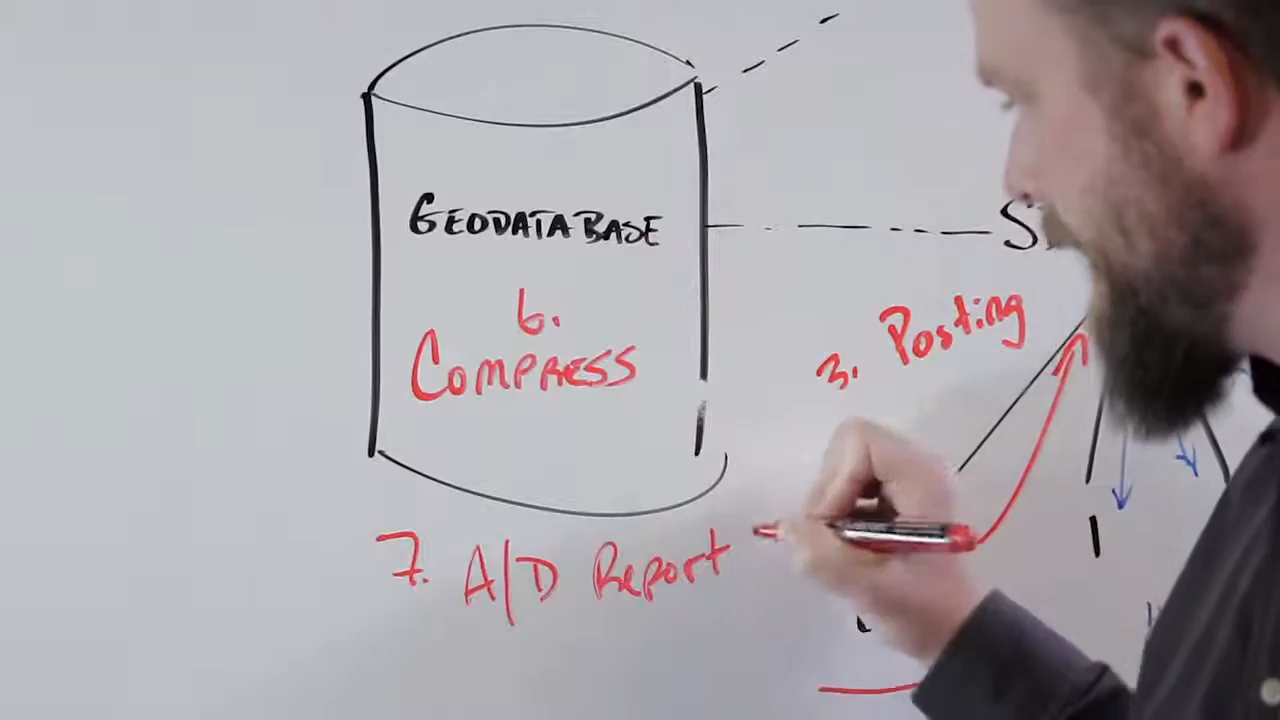 GEODATABASE
6.
COMPRESS
3. Posting
7. A/D Report